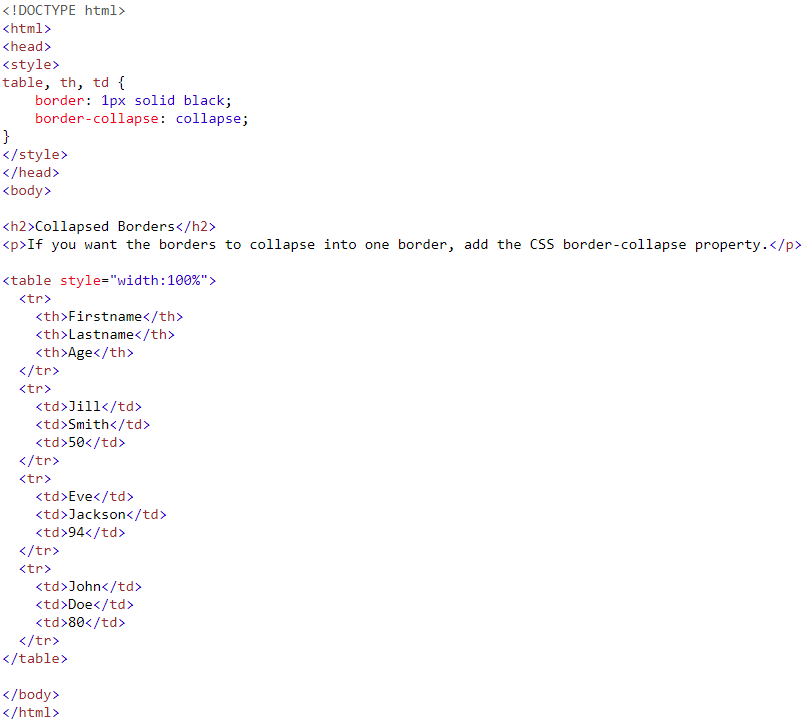 <!DOCTYPE html>
<html>
<head>
<style>
table, th, td {
    border: 1px solid black;
    border-collapse: collapse;
}
</style>
</head>
<body>

<h2>Collapsed Borders</h2>
<p>If you want the borders to collapse into one border, add the CSS border-collapse property.</p>

<table style="width:100%">
  <tr>
    <th>Firstname</th>
    <th>Lastname</th>
    <th>Age</th>
  </tr>
  <tr>
    <td>Jill</td>
    <td>Smith</td>
    <td>50</td>
  </tr>
  <tr>
    <td>Eve</td>
    <td>Jackson</td>
    <td>94</td>
  </tr>
  <tr>
    <td>John</td>
    <td>Doe</td>
    <td>80</td>
  </tr>
</table>

</body>
</html>